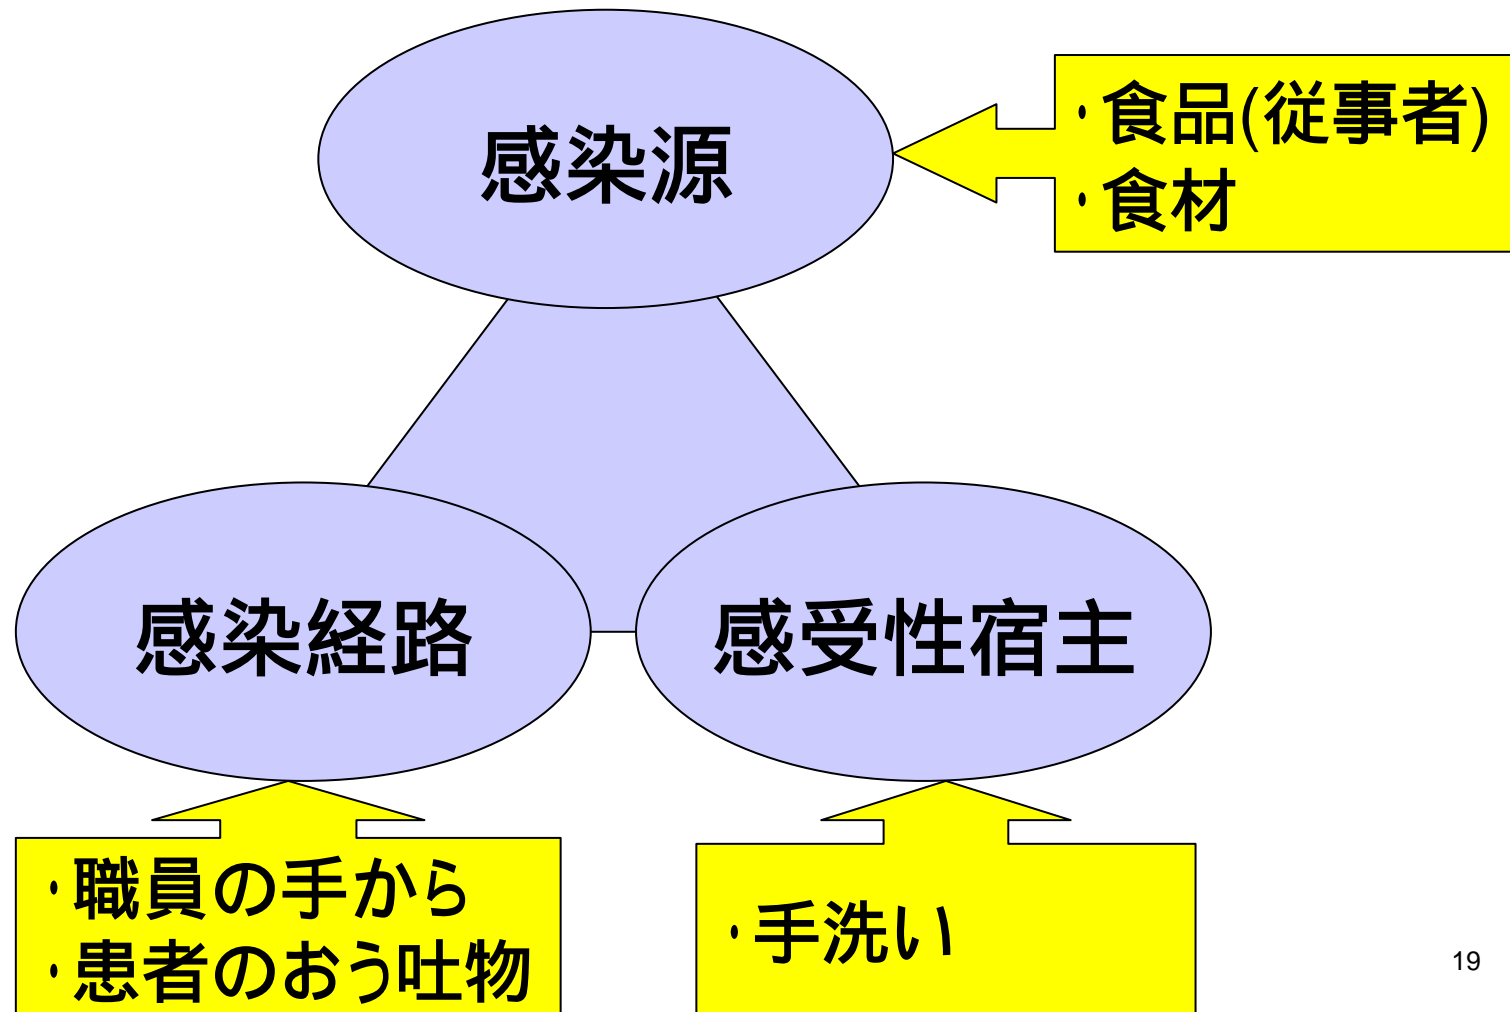 感染源
・食品(従事者)
・食材
感染経路
感受性宿主
・職員の手から
・患者のおう吐物
・手洗い
19